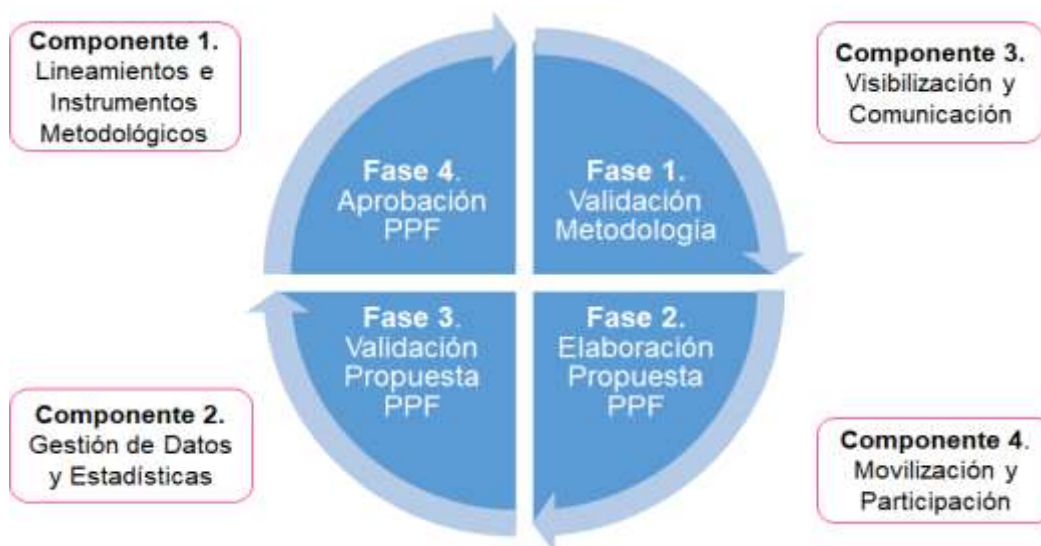 Componente 1.
Lineamientos e
Instrumentos
Metodológicos
Componente 3.
Visibilización y
Comunicación
Fase 4.
Aprobación
PPF
Fase 1.
Validación
Metodología
Fase 3.
Validación
Propuesta
PPF
Fase 2.
Elaboración
Propuesta
PPF
Componente 2.
Gestión de Datos
y Estadísticas
Componente 4.
Movilización y
Participación